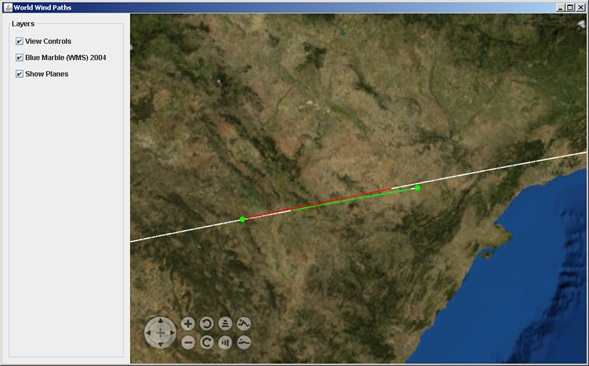 World Wind Paths
Layers
View Controls
Blue Marble (WMS) 2004
Show Planes